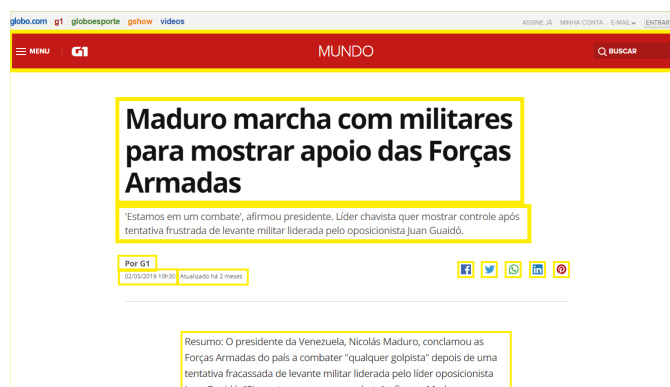 globo.com g1 globoesporte gshow videos ASSINE JÁ MINHA CONTA E-MAIL ENTRAR
MENU G1 MUNDO BUSCAR
Maduro marcha com militares
para mostrar apoio das Forças
Armadas
'Estamos em um combate', afirmou presidente. Líder chavista quer mostrar controle após
tentativa frustrada de levante militar liderada pelo oposicionista Juan Guaidó.
Por G1
02/05/2019 10h30 Atualizado há 2 meses
Resumo: O presidente da Venezuela, Nicolás Maduro, conclamou as
Forças Armadas do país a combater "qualquer golpista" depois de uma
tentativa fracassada de levante militar liderada pelo líder oposicionista